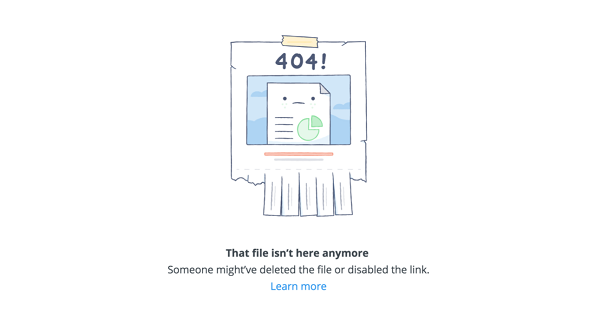 404!
That file isn’t here anymore
Someone might’ve deleted the file or disabled the link.
Learn more